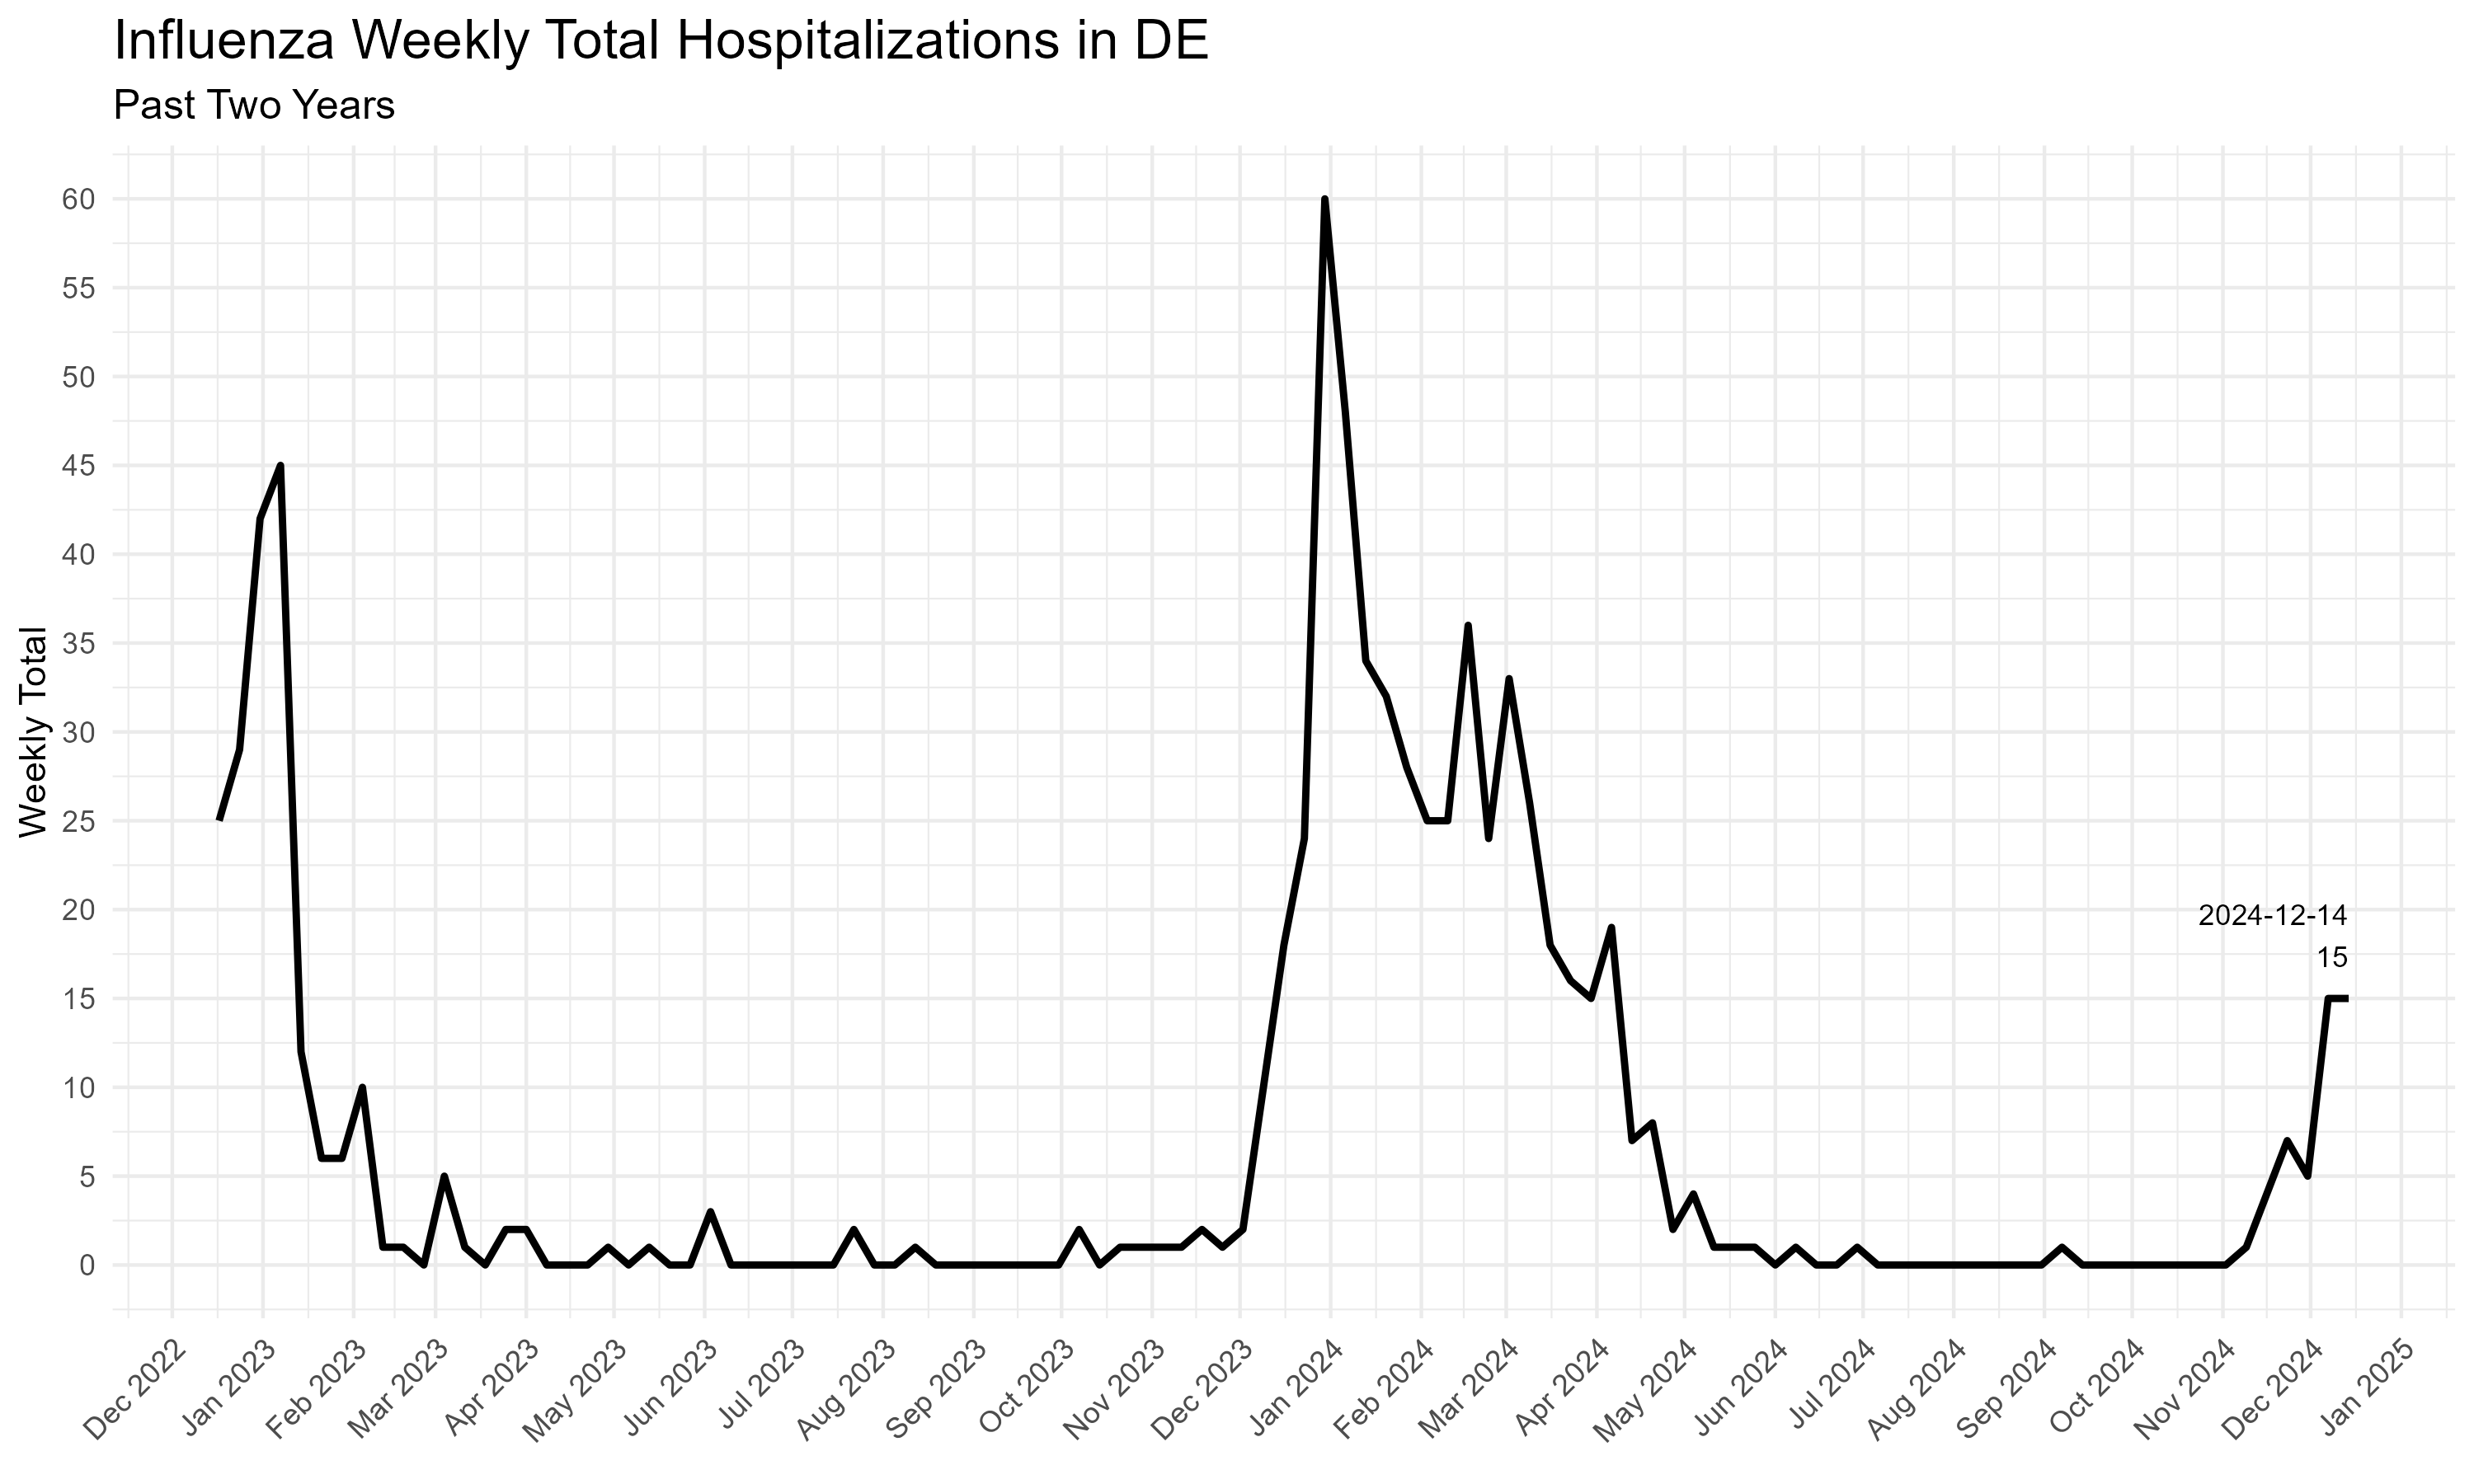 Influenza Weekly Total Hospitalizations in DE
Past Two Years
Weekly Total
60
55
50
45
40
35
30
25
20
15
10
5
0
2024-12-14
15
Dec 2022
Jan 2023
Feb 2023
Mar 2023
Apr 2023
May 2023
Jun 2023
Jul 2023
Aug 2023
Sep 2023
Oct 2023
Nov 2023
Dec 2023
Jan 2024
Feb 2024
Mar 2024
Apr 2024
May 2024
Jun 2024
Jul 2024
Aug 2024
Sep 2024
Oct 2024
Nov 2024
Dec 2024
Jan 2025